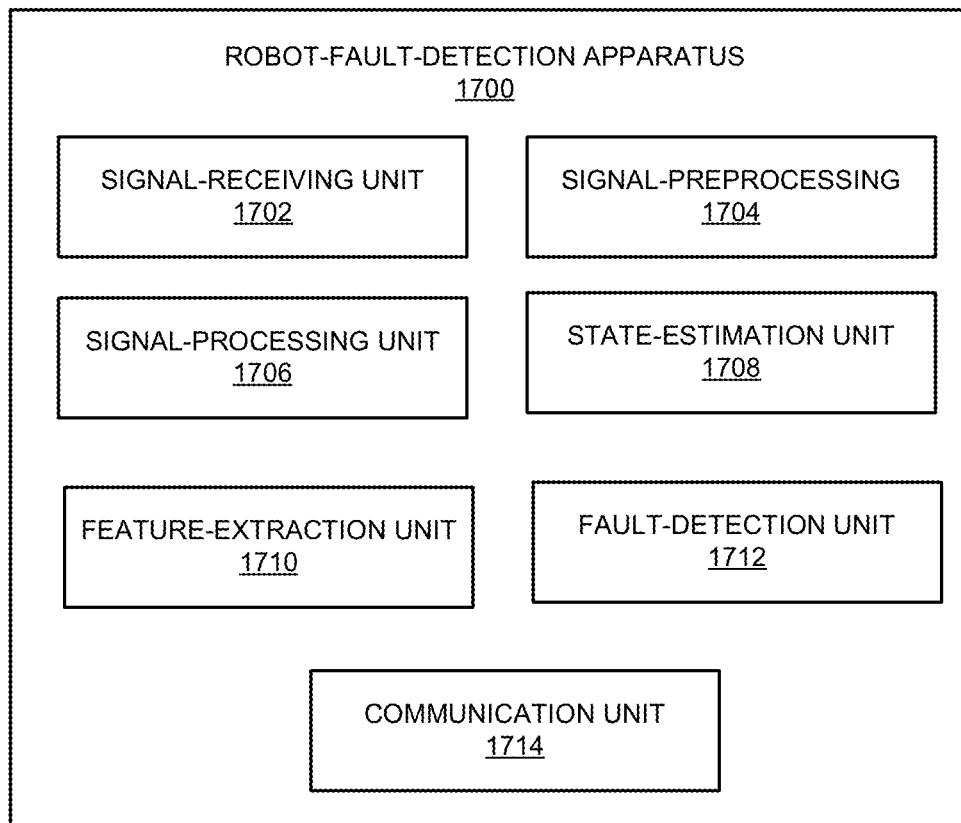 ROBOT-FAULT-DETECTION APPARATUS
1700
SIGNAL-RECEIVING UNIT
1702
SIGNAL-PREPROCESSING
1704
SIGNAL-PROCESSING UNIT
1706
STATE-ESTIMATION UNIT
1708
FEATURE-EXTRACTION UNIT
1710
FAULT-DETECTION UNIT
1712
COMMUNICATION UNIT
1714